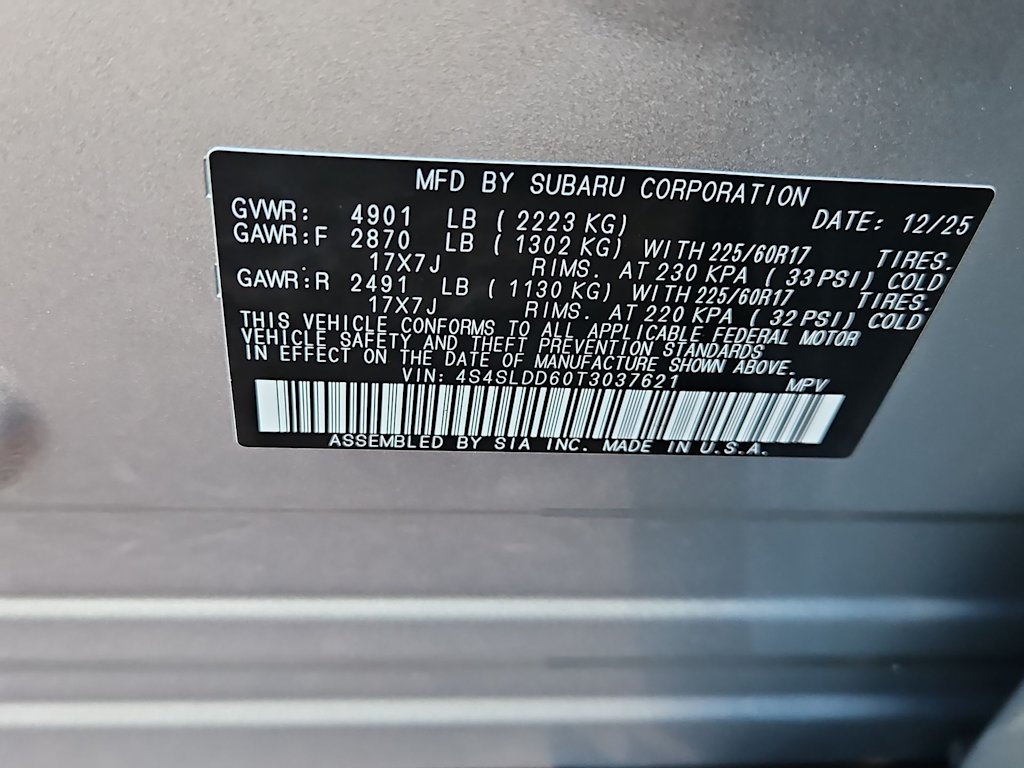 MFD BY SUBARU CORPORATION
GVWR: 4901 LB ( 2223 KG) DATE: 12/25
GAWR:F 2870 LB ( 1302 KG) WITH 225/60R17 TIRES.
17X7J RIMS. AT 230 KPA ( 33 PSI) COLD
GAWR:R 2491 LB ( 1130 KG) WITH 225/60R17 TIRES.
17X7J RIMS. AT 220 KPA ( 32 PSI) COLD
THIS VEHICLE CONFORMS TO ALL APPLICABLE FEDERAL MOTOR
VEHICLE SAFETY AND THEFT PREVENTION STANDARDS
IN EFFECT ON THE DATE OF MANUFACTURE SHOWN ABOVE.
VIN: 4S4SLDD60T3037621 MPV
ASSEMBLED BY SIA INC. MADE IN U.S.A.